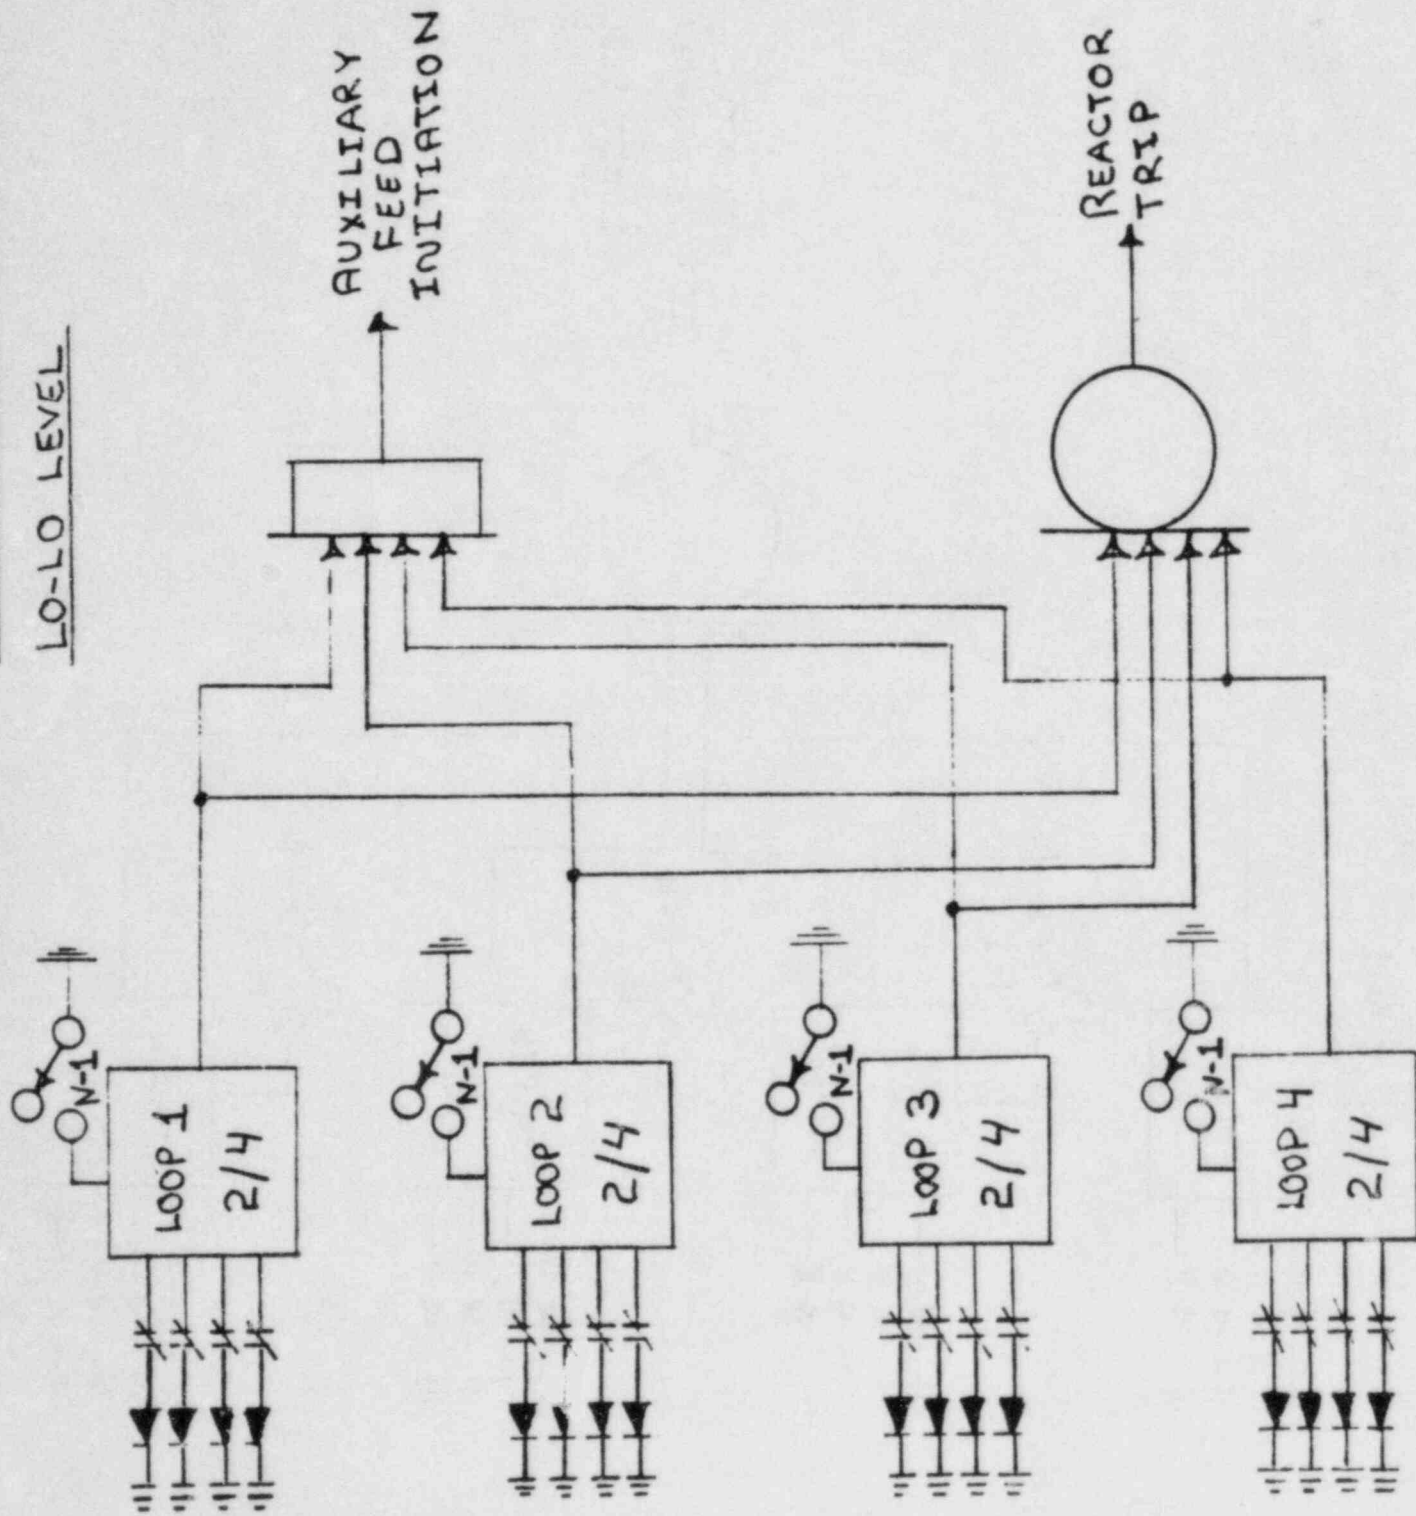 LO-LO LEVEL
AUXILIARY
FEED
INITIATION
REACTOR
TRIP
N-1
LOOP 1
2/4
N-1
LOOP 2
2/4
N-1
LOOP 3
2/4
N-1
LOOP 4
2/4